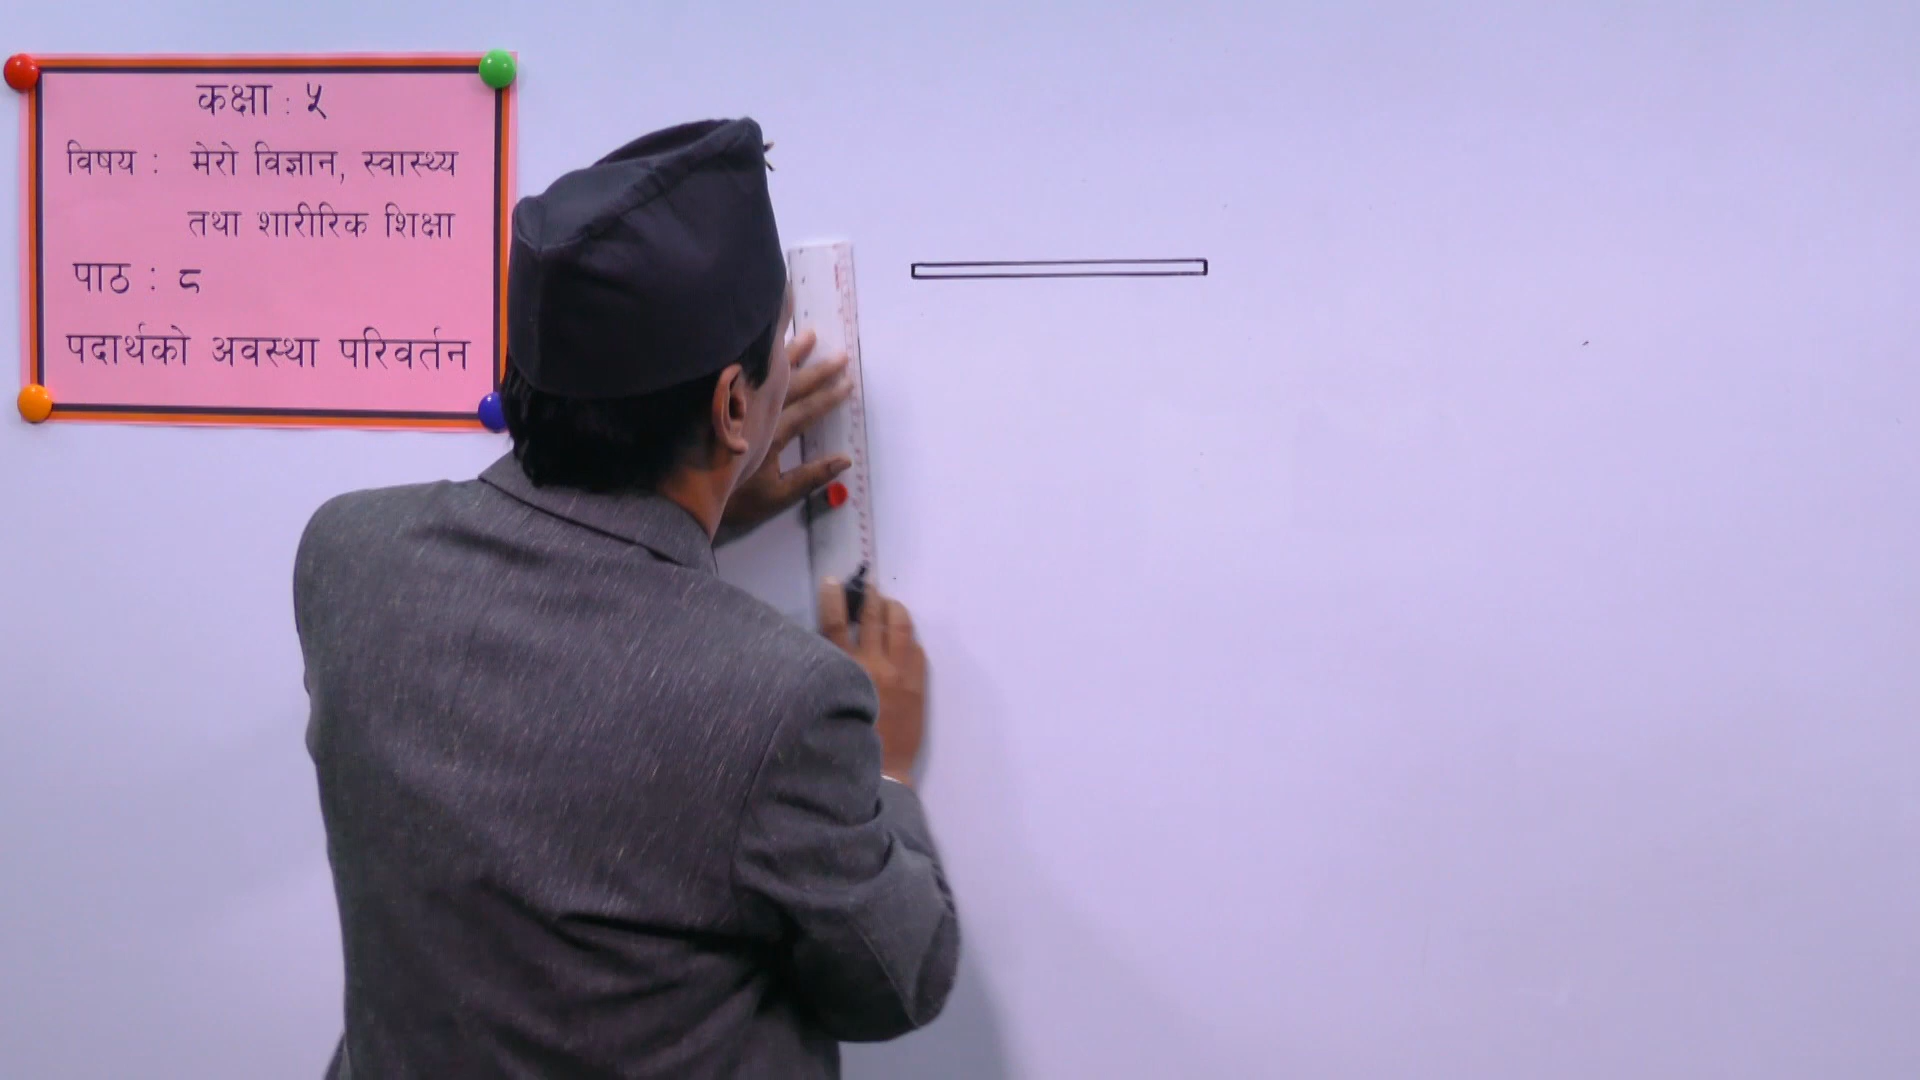 कक्षा : ५
विषय : मेरो विज्ञान, स्वास्थ्य
तथा शारीरिक शिक्षा
पाठ : ८
पदार्थको अवस्था परिवर्तन